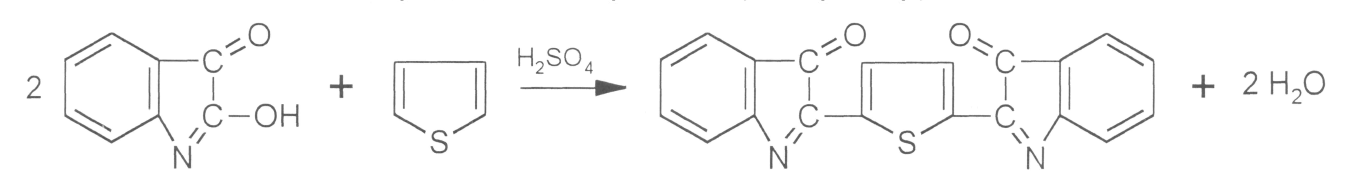 2 C O C OH N + S H₂SO₄ C O C N S O C C N + 2 H₂O